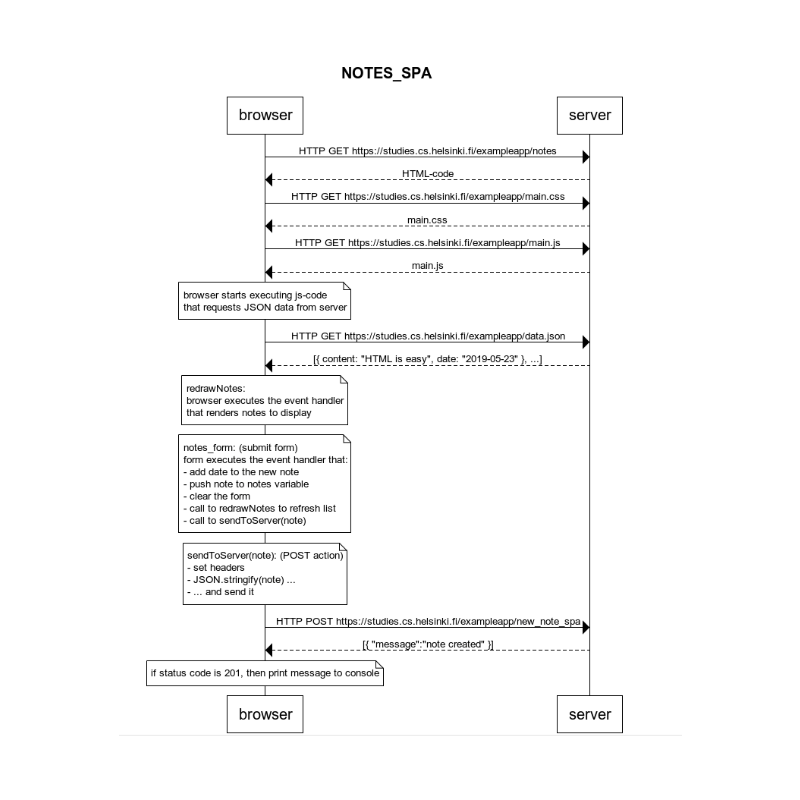 NOTES_SPA
browser
server
HTTP GET https://studies.cs.helsinki.fi/exampleapp/notes
HTML-code
HTTP GET https://studies.cs.helsinki.fi/exampleapp/main.css
main.css
HTTP GET https://studies.cs.helsinki.fi/exampleapp/main.js
main.js
browser starts executing js-code
that requests JSON data from server
HTTP GET https://studies.cs.helsinki.fi/exampleapp/data.json
[{ content: "HTML is easy", date: "2019-05-23" }, ...]
redrawNotes:
browser executes the event handler
that renders notes to display
notes_form: (submit form)
form executes the event handler that:
- add date to the new note
- push note to notes variable
- clear the form
- call to redrawNotes to refresh list
- call to sendToServer(note)
sendToServer(note): (POST action)
- set headers
- JSON.stringify(note) ...
- ... and send it
HTTP POST https://studies.cs.helsinki.fi/exampleapp/new_note_spa
[{ "message":"note created" }]
if status code is 201, then print message to console
browser
server